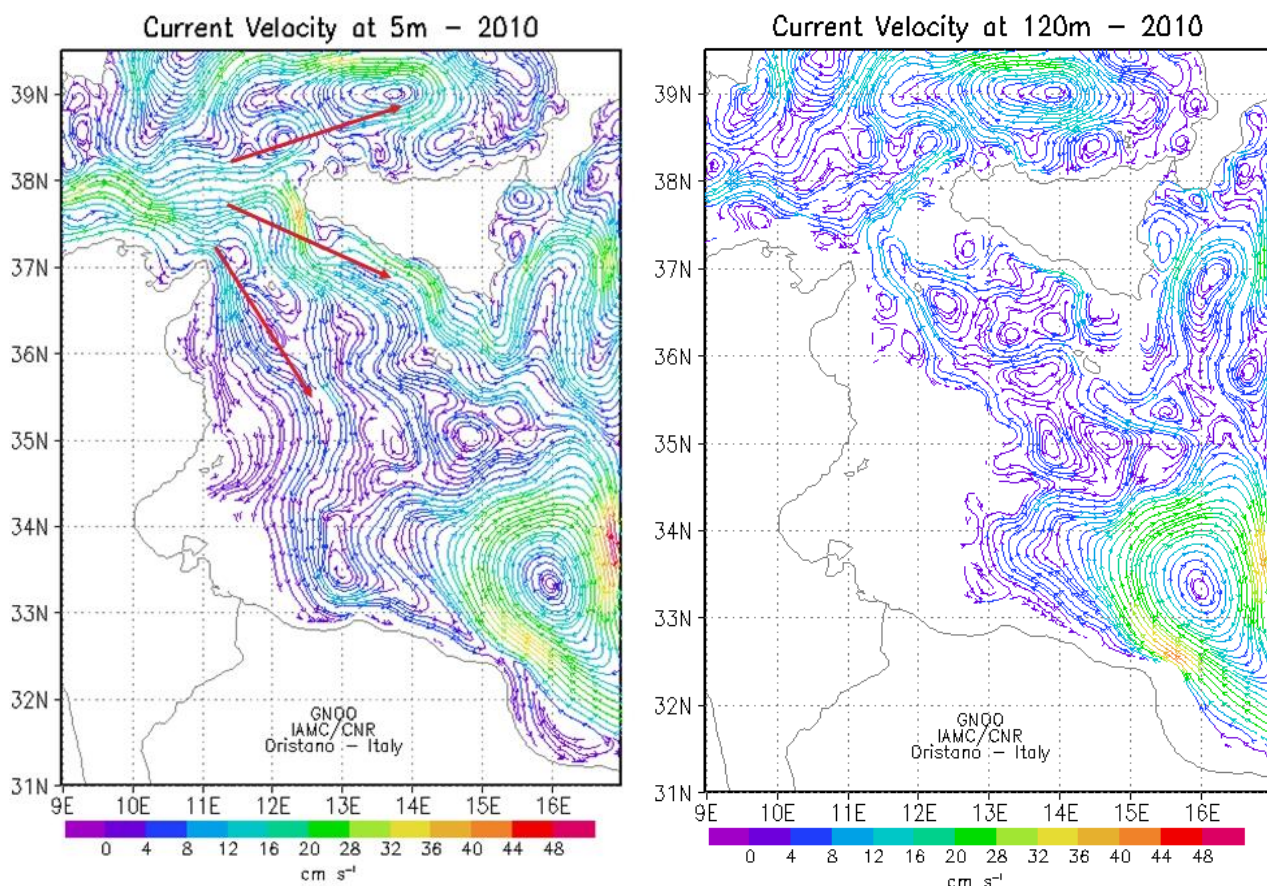 Current Velocity at 5m – 2010
39N
38N
37N
36N
35N
34N
33N
32N
31N
GNOO
IAMC/CNR
Oristano – Italy
9E 10E 11E 12E 13E 14E 15E 16E
0 4 8 12 16 20 28 32 36 40 44 48
cm s⁻¹
Current Velocity at 120m – 2010
39N
38N
37N
36N
35N
34N
33N
32N
31N
GNOO
IAMC/CNR
Oristano – Italy
9E 10E 11E 12E 13E 14E 15E 16E
0 4 8 12 16 20 28 32 36 40 44 48
cm s⁻¹